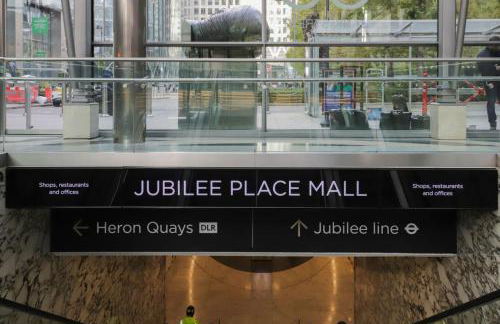 Shops, restaurants
and offices
JUBILEE PLACE MALL
Shops, restaurants
and offices
← Heron Quays DLR
↑ Jubilee line